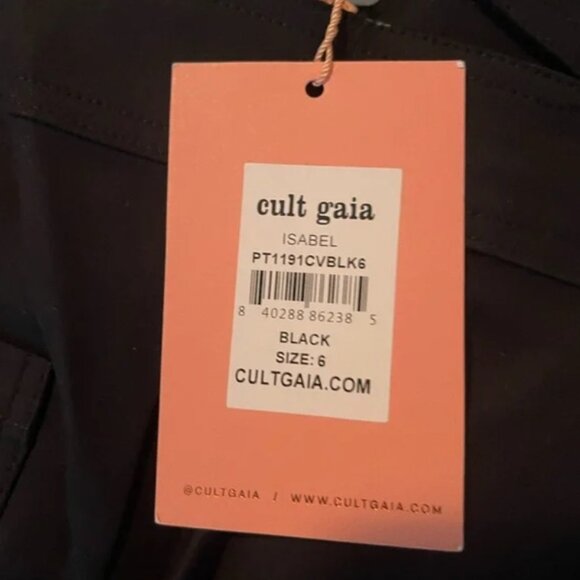 cult gaia
ISABEL
PT1191CVBLK6
8 40288 86238 5
BLACK
SIZE: 6
CULTGAIA.COM
@CULTGAIA / WWW.CULTGAIA.COM